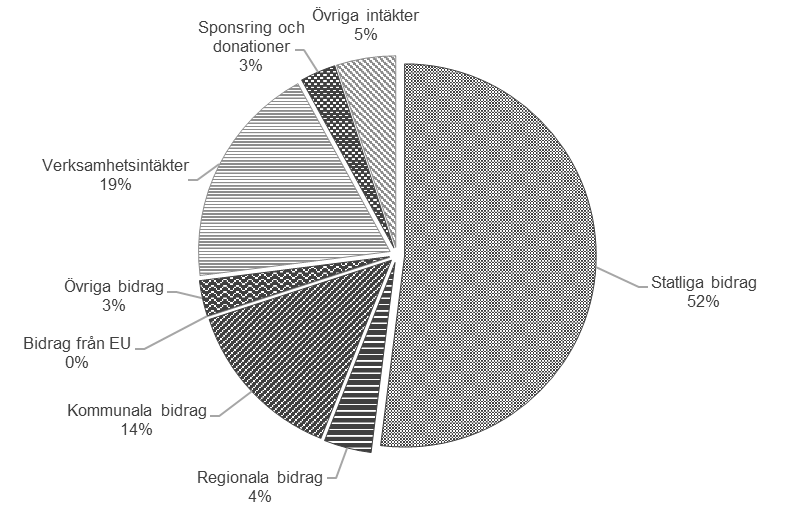 Övriga intäkter
5%
Sponsring och
donationer
3%
Verksamhetsintäkter
19%
Statliga bidrag
52%
Övriga bidrag
3%
Bidrag från EU
0%
Kommunala bidrag
14%
Regionala bidrag
4%